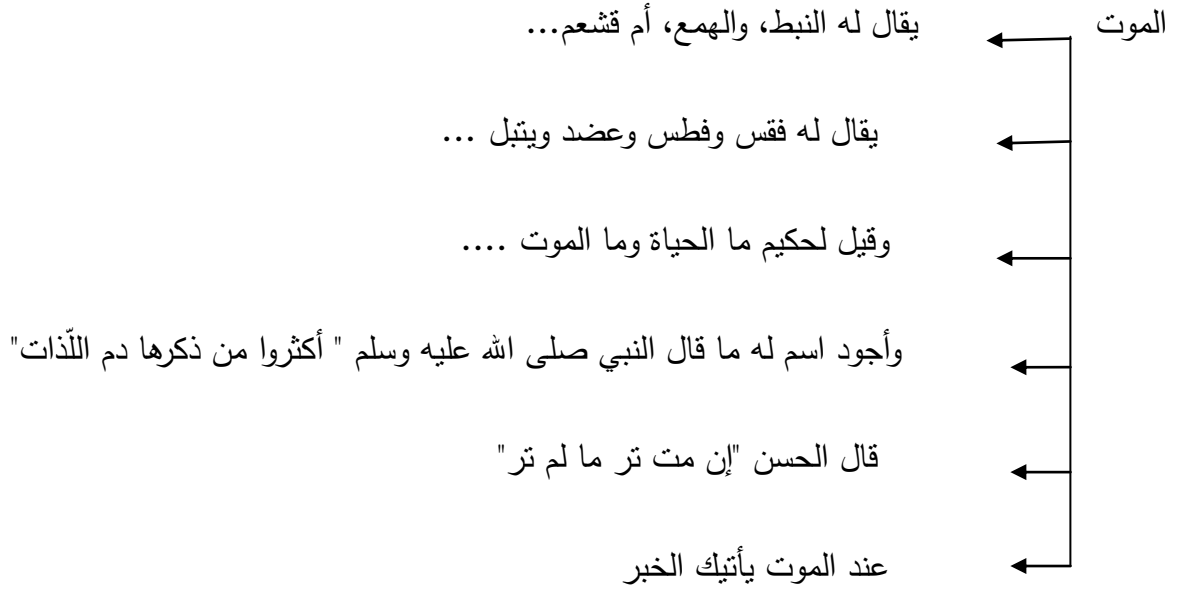 الموت يقال له النبط، والهمع، أم قشعم...
يقال له فقس وفطس وعضد ويتبل ...
وقيل لحكيم ما الحياة وما الموت ....
وأجود اسم له ما قال النبي صلى الله عليه وسلم " أكثروا من ذكرها دم اللّذات"
قال الحسن "إن مت تر ما لم تر"
عند الموت يأتيك الخبر